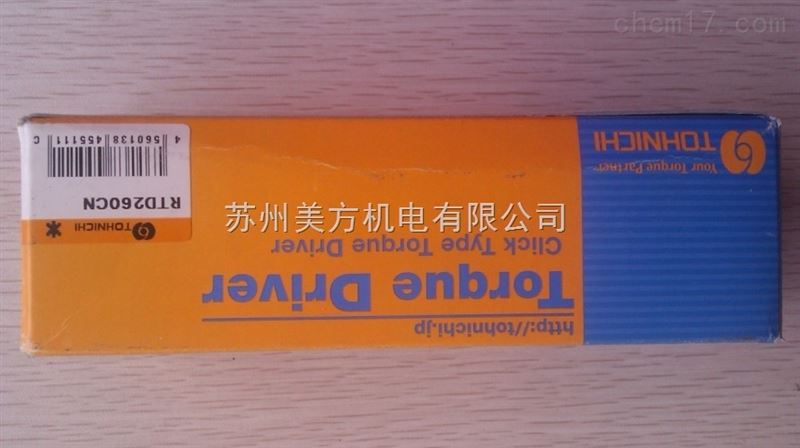 chem17.com
苏州美方机电有限公司
http://tohnichi.jp
Torque Driver
Click Type Torque Driver
Your Torque Partner
TOHNICHI
TOHNICHI
RTD260CN
4 560138 455111 C